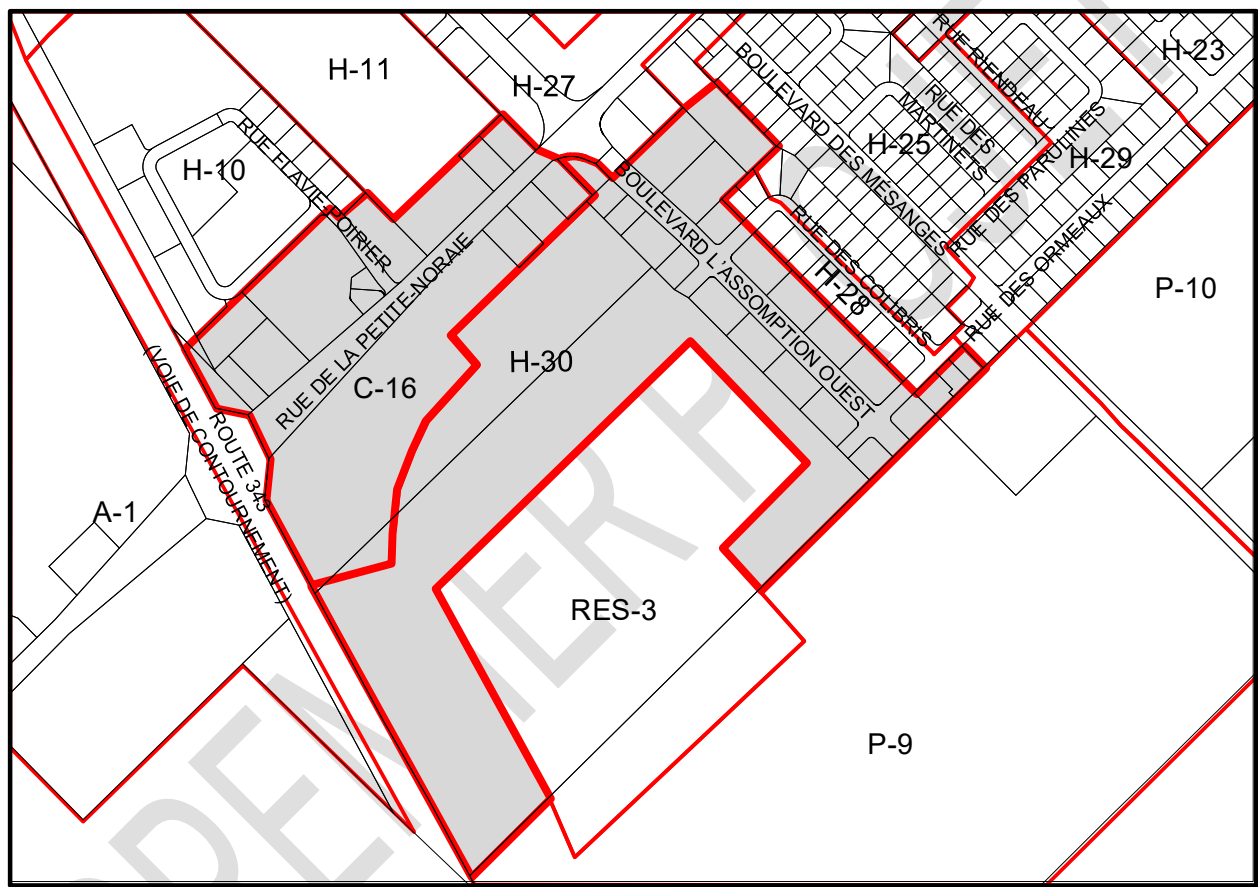 H-11
H-27
H-23
RUE RIENDEAU
BOULEVARD DES MÉSANGES
RUE DES
MARTINETS
H-25
H-29
RUE DES PARULINES
H-10
RUE FLAVIE-POIRIER
BOULEVARD L'ASSOMPTION OUEST
RUE DES COLIBRIS
H-28
RUE DES ORMEAUX
P-10
RUE DE LA PETITE-NORAIE
H-30
C-16
ROUTE 343
(VOIE DE CONTOURNEMENT)
A-1
RES-3
P-9